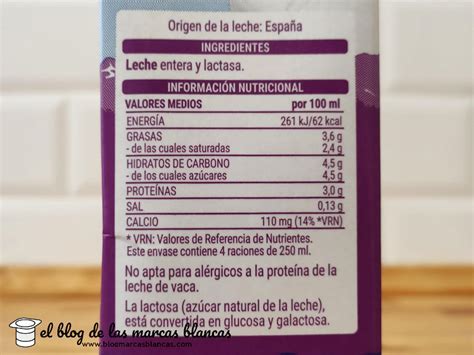 Origen de la leche: España
INGREDIENTES
Leche entera y lactasa.
INFORMACIÓN NUTRICIONAL
VALORES MEDIOS por 100 ml
ENERGÍA 261 kJ/62 kcal
GRASAS 3,6 g
- de las cuales saturadas 2,4 g
HIDRATOS DE CARBONO 4,5 g
- de los cuales azúcares 4,5 g
PROTEÍNAS 3,0 g
SAL 0,13 g
CALCIO 110 mg (14% *VRN)
* VRN: Valores de Referencia de Nutrientes.
Este envase contiene 4 raciones de 250 ml.
No apta para alérgicos a la proteína de la
leche de vaca.
La lactosa (azúcar natural de la leche),
está convertida en glucosa y galactosa.
el blog de las marcas blancas
www.blogmarcasblancas.com